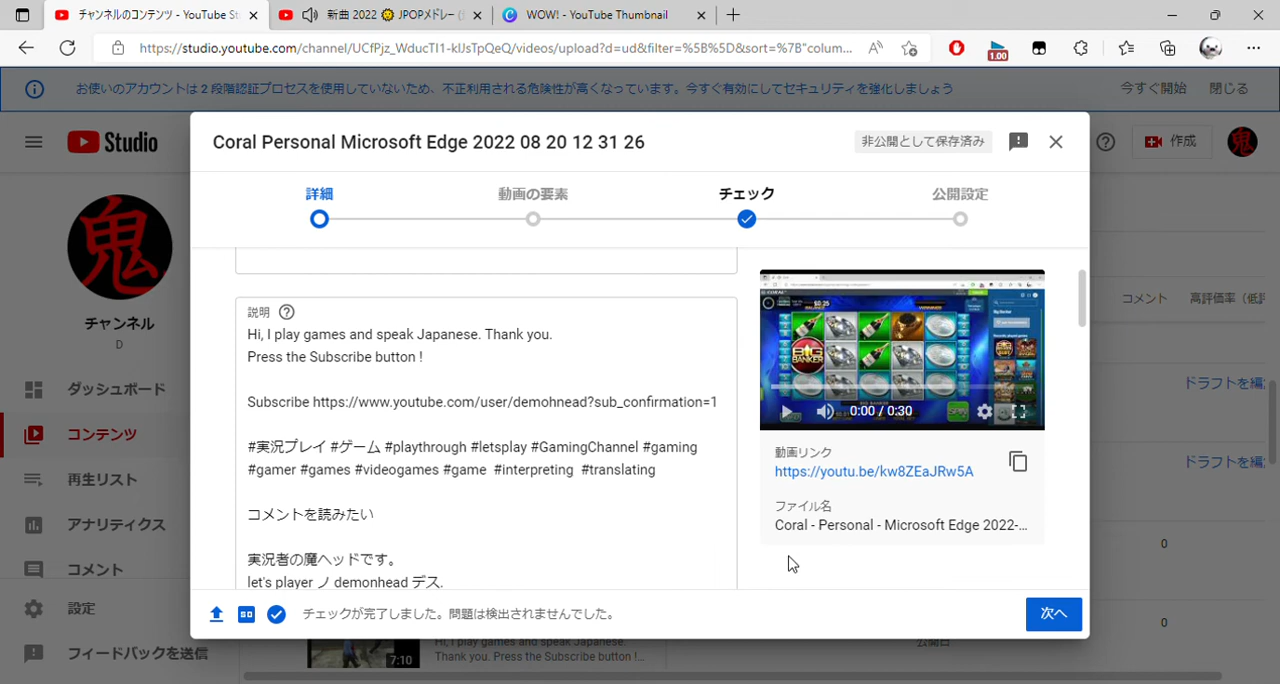 チャンネルのコンテンツ - YouTube St
新曲 2022 🌞 JPOPメドレー (
WOW! - YouTube Thumbnail
https://studio.youtube.com/channel/UCfPjz_WducTI1-kIJsTpQeQ/videos/upload?d=ud&filter=%5B%5D&sort=%7B"colum...
1.00
お使いのアカウントは 2 段階認証プロセスを使用していないため、不正利用される危険性が高くなっています。今すぐ有効にしてセキュリティを強化しましょう
今すぐ開始
閉じる
Studio
作成
鬼
Coral Personal Microsoft Edge 2022 08 20 12 31 26
非公開として保存済み
詳細
動画の要素
チェック
公開設定
鬼
チャンネル
D
ダッシュボード
コンテンツ
再生リスト
アナリティクス
コメント
設定
フィードバックを送信
説明
Hi, I play games and speak Japanese. Thank you.
Press the Subscribe button !
Subscribe https://www.youtube.com/user/demohnead?sub_confirmation=1
#実況プレイ #ゲーム #playthrough #letsplay #GamingChannel #gaming
#gamer #games #videogames #game #interpreting #translating
コメントを読みたい
実況者の魔ヘッドです。
let's player ノ demonhead デス.
BIG
BANKER
SPIN
0:00 / 0:30
動画リンク
https://youtu.be/kw8ZEaJRw5A
ファイル名
Coral - Personal - Microsoft Edge 2022-...
SD
チェックが完了しました。問題は検出されませんでした。
次へ
コメント
高評価率（低評
ドラフトを編
ドラフトを編
0
0
7:10
Hi, I play games and speak Japanese.
Thank you. Press the Subscribe button !...
公開日